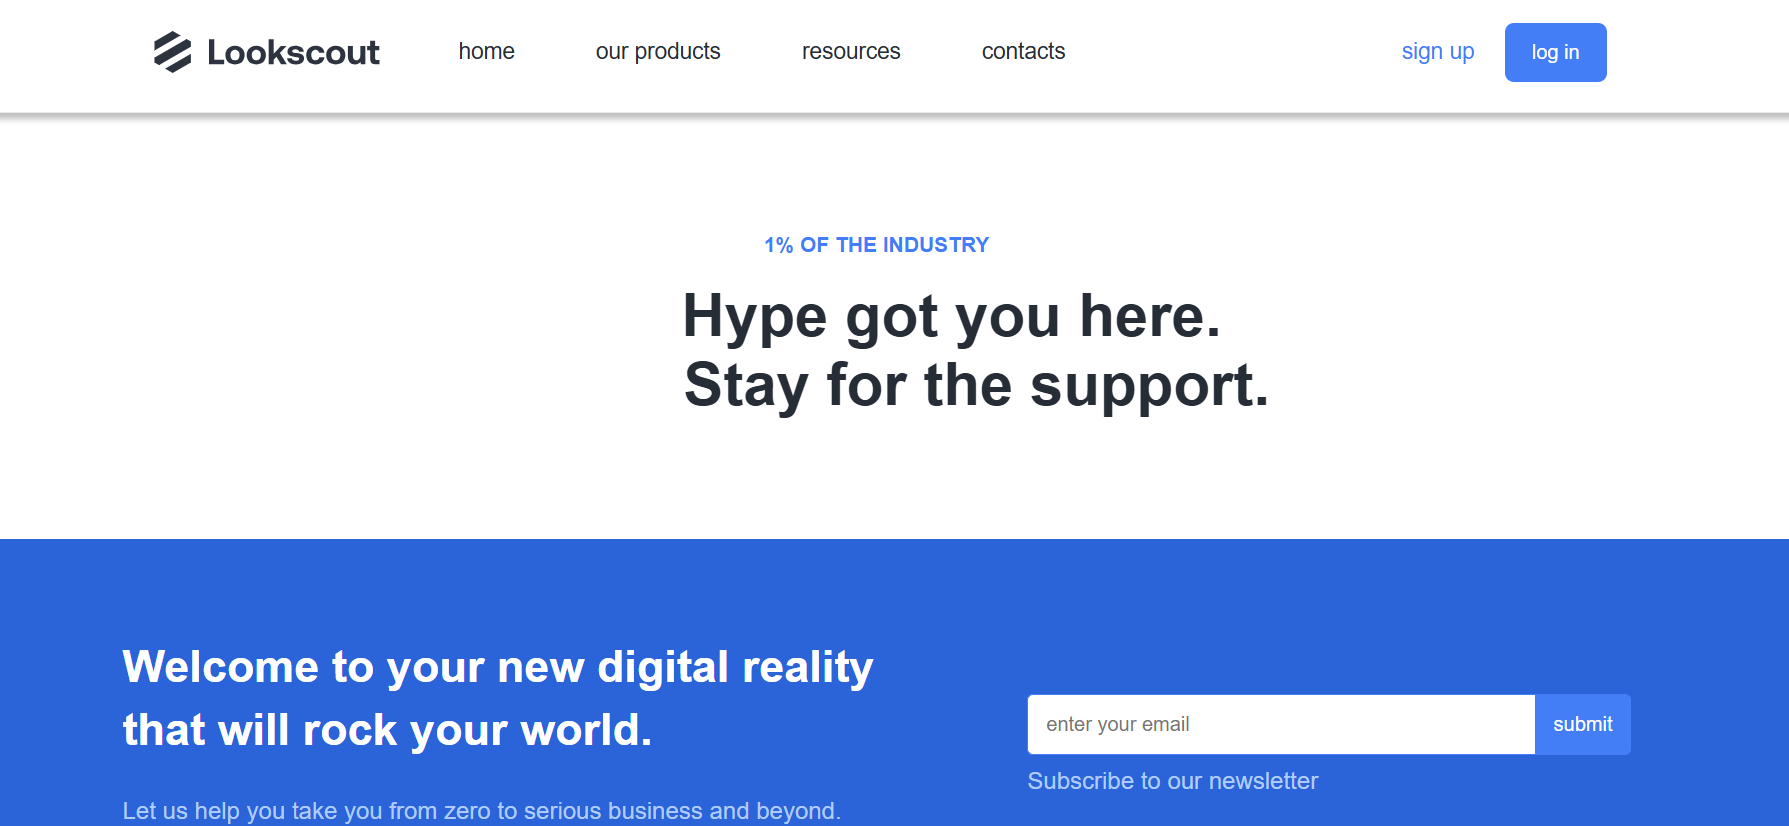 Lookscout
home
our products
resources
contacts
sign up
log in
1% OF THE INDUSTRY
Hype got you here.
Stay for the support.
Welcome to your new digital reality
that will rock your world.
Let us help you take you from zero to serious business and beyond.
enter your email
submit
Subscribe to our newsletter